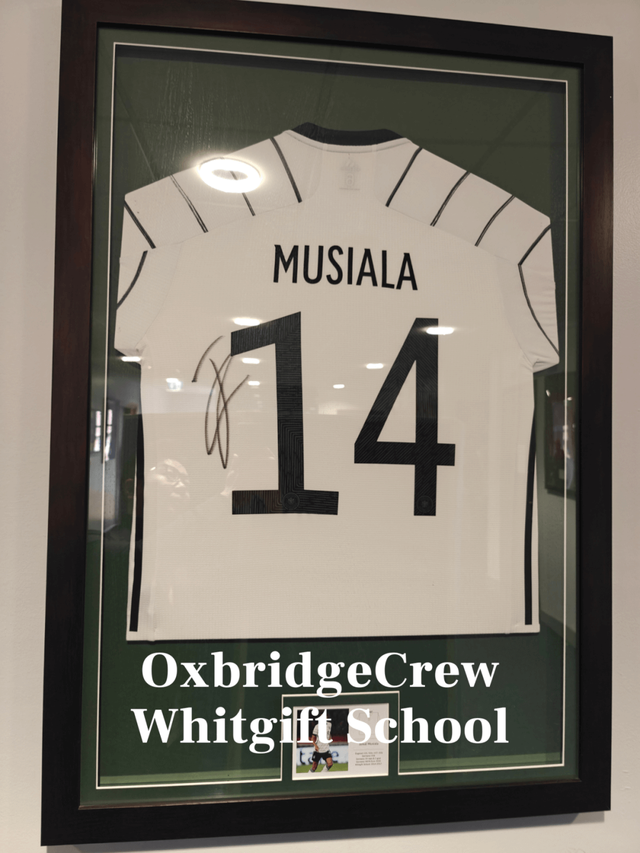 MUSIALA
14
OxbridgeCrew
Whitgift School